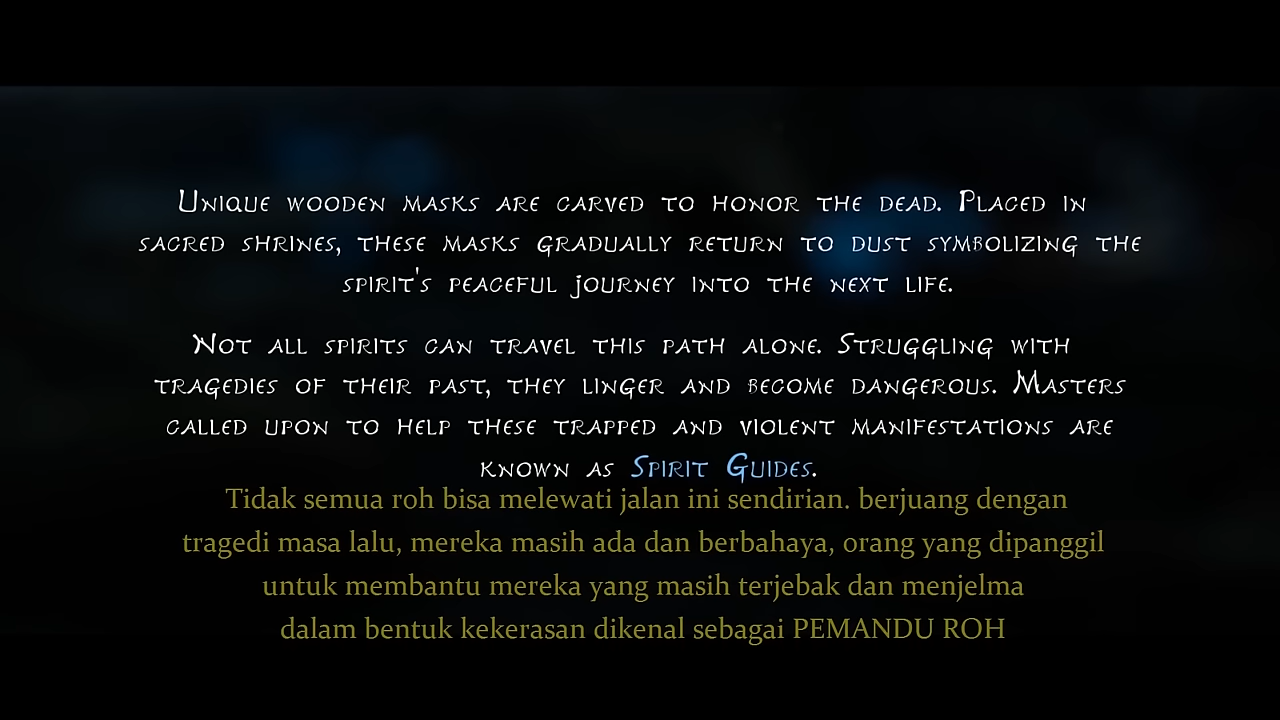 Unique wooden masks are carved to honor the dead. Placed in
sacred shrines, these masks gradually return to dust symbolizing the
spirit's peaceful journey into the next life.
Not all spirits can travel this path alone. Struggling with
tragedies of their past, they linger and become dangerous. Masters
called upon to help these trapped and violent manifestations are
known as Spirit Guides.
Tidak semua roh bisa melewati jalan ini sendirian. berjuang dengan
tragedi masa lalu, mereka masih ada dan berbahaya, orang yang dipanggil
untuk membantu mereka yang masih terjebak dan menjelma
dalam bentuk kekerasan dikenal sebagai PEMANDU ROH